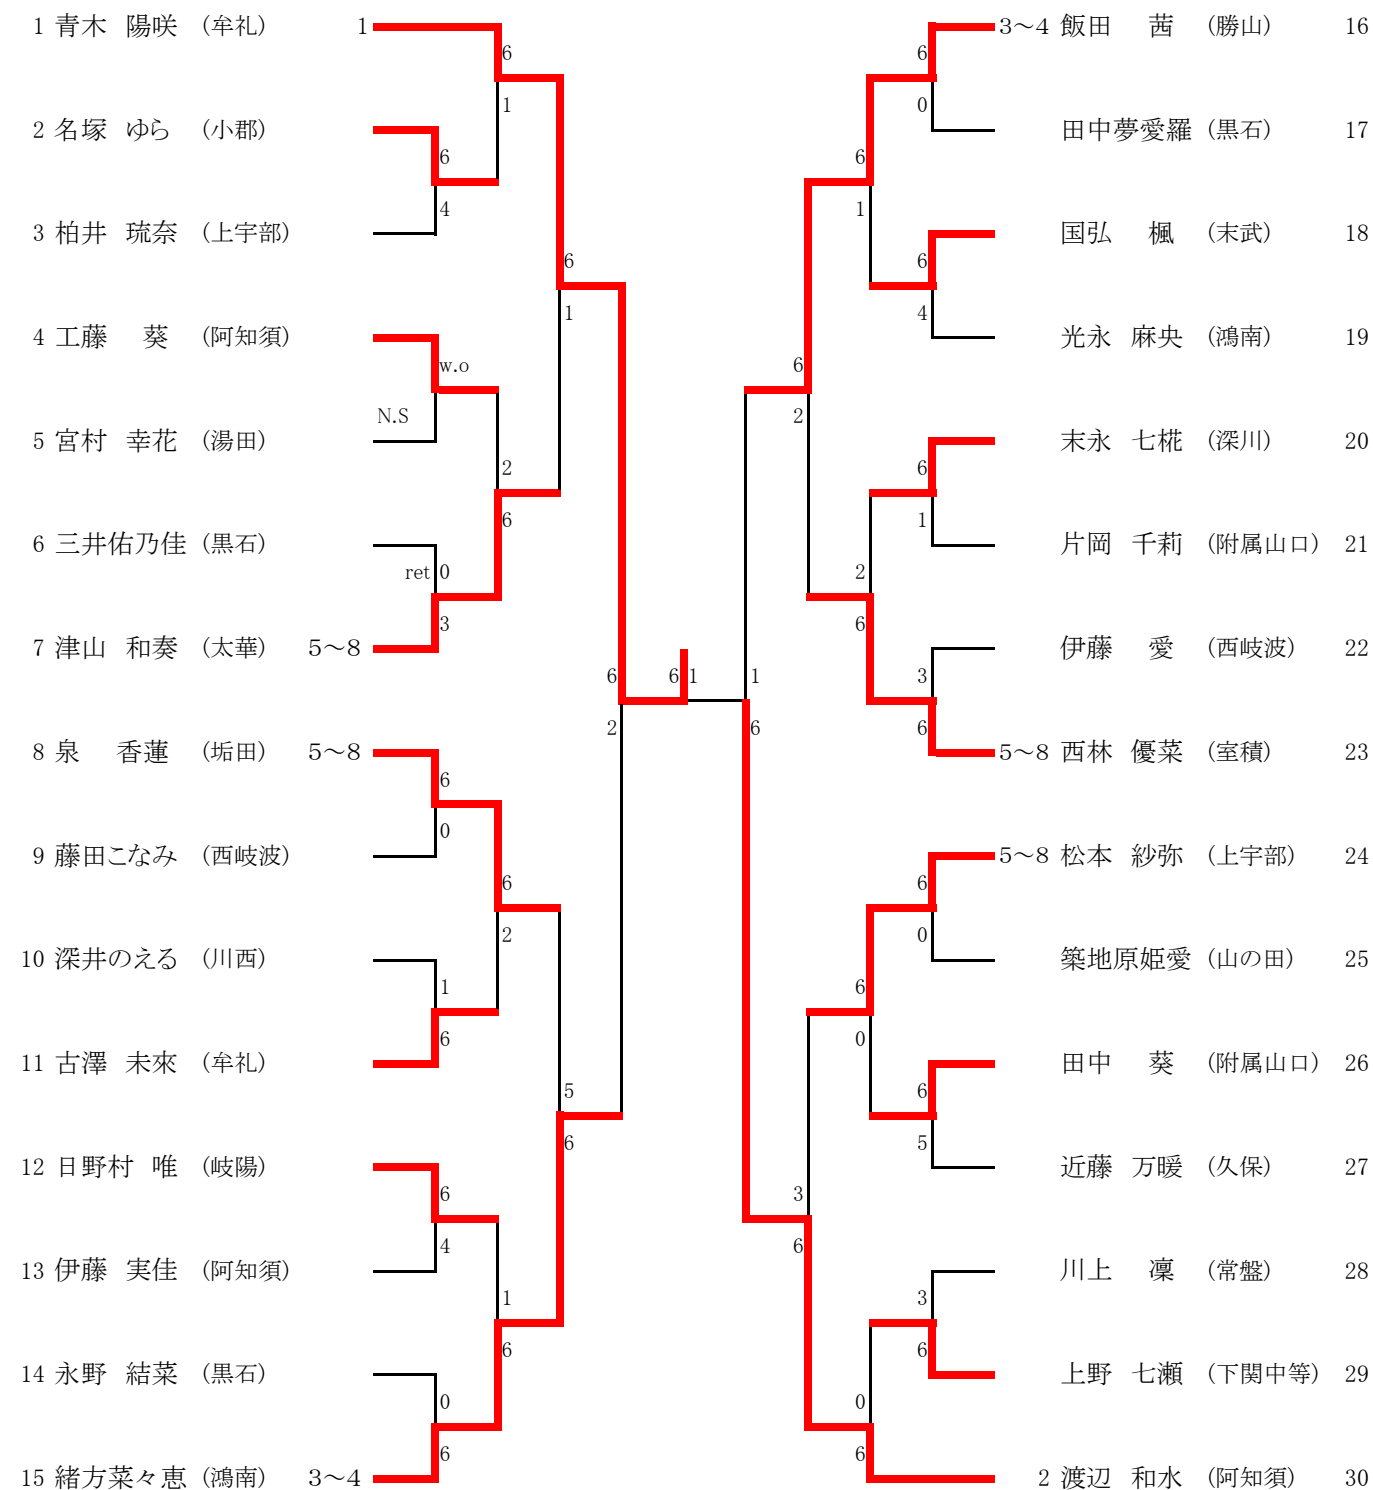 1 青木 陽咲 (牟礼) 1
3～4 飯田 茜 (勝山) 16
6
6
1
0
2 名塚 ゆら (小郡)
田中夢愛羅 (黒石) 17
6
6
4
1
3 柏井 琉奈 (上宇部)
国弘 楓 (末武) 18
6
6
1
4
4 工藤 葵 (阿知須)
光永 麻央 (鴻南) 19
w.o
6
N.S
2
5 宮村 幸花 (湯田)
末永 七椛 (深川) 20
2
6
6
1
6 三井佑乃佳 (黒石)
片岡 千莉 (附属山口) 21
ret 0
2
3
6
7 津山 和奏 (太華) 5～8
伊藤 愛 (西岐波) 22
6
6 1
1
3
2
6
6
8 泉 香蓮 (垢田) 5～8
5～8 西林 優菜 (室積) 23
6
0
9 藤田こなみ (西岐波)
5～8 松本 紗弥 (上宇部) 24
6
6
2
0
10 深井のえる (川西)
築地原姫愛 (山の田) 25
1
6
6
0
11 古澤 未來 (牟礼)
田中 葵 (附属山口) 26
5
6
6
5
12 日野村 唯 (岐陽)
近藤 万暖 (久保) 27
6
3
4
6
13 伊藤 実佳 (阿知須)
川上 凜 (常盤) 28
1
3
6
6
14 永野 結菜 (黒石)
上野 七瀬 (下関中等) 29
0
0
6
6
15 緒方菜々恵 (鴻南) 3～4
2 渡辺 和水 (阿知須) 30